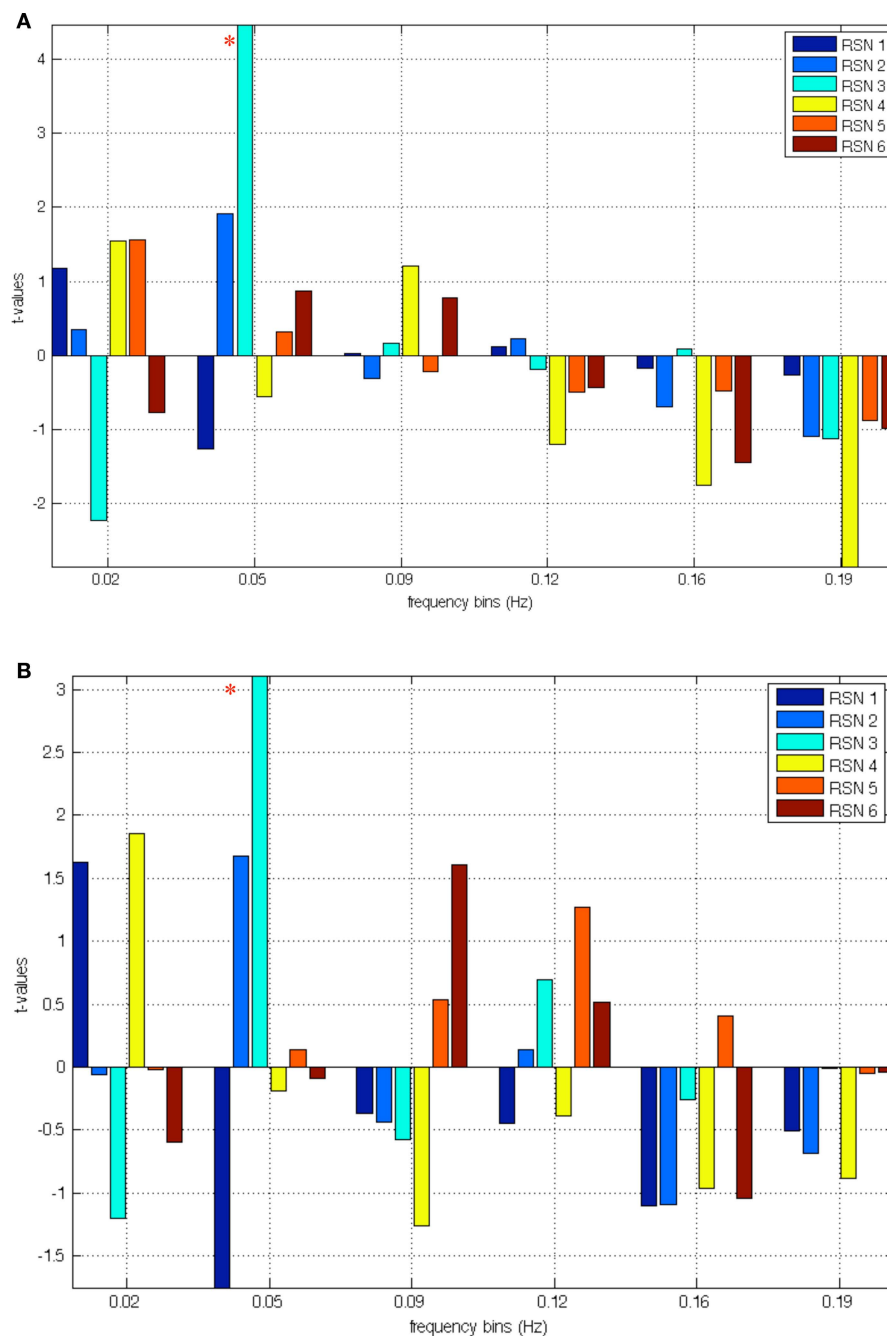 A
*
4
3
2
1
0
-1
-2
t-values
RSN 1
RSN 2
RSN 3
RSN 4
RSN 5
RSN 6
0.02 0.05 0.09 0.12 0.16 0.19
frequency bins (Hz)
B
*
3
2.5
2
1.5
1
0.5
0
-0.5
-1
-1.5
t-values
RSN 1
RSN 2
RSN 3
RSN 4
RSN 5
RSN 6
0.02 0.05 0.09 0.12 0.16 0.19
frequency bins (Hz)